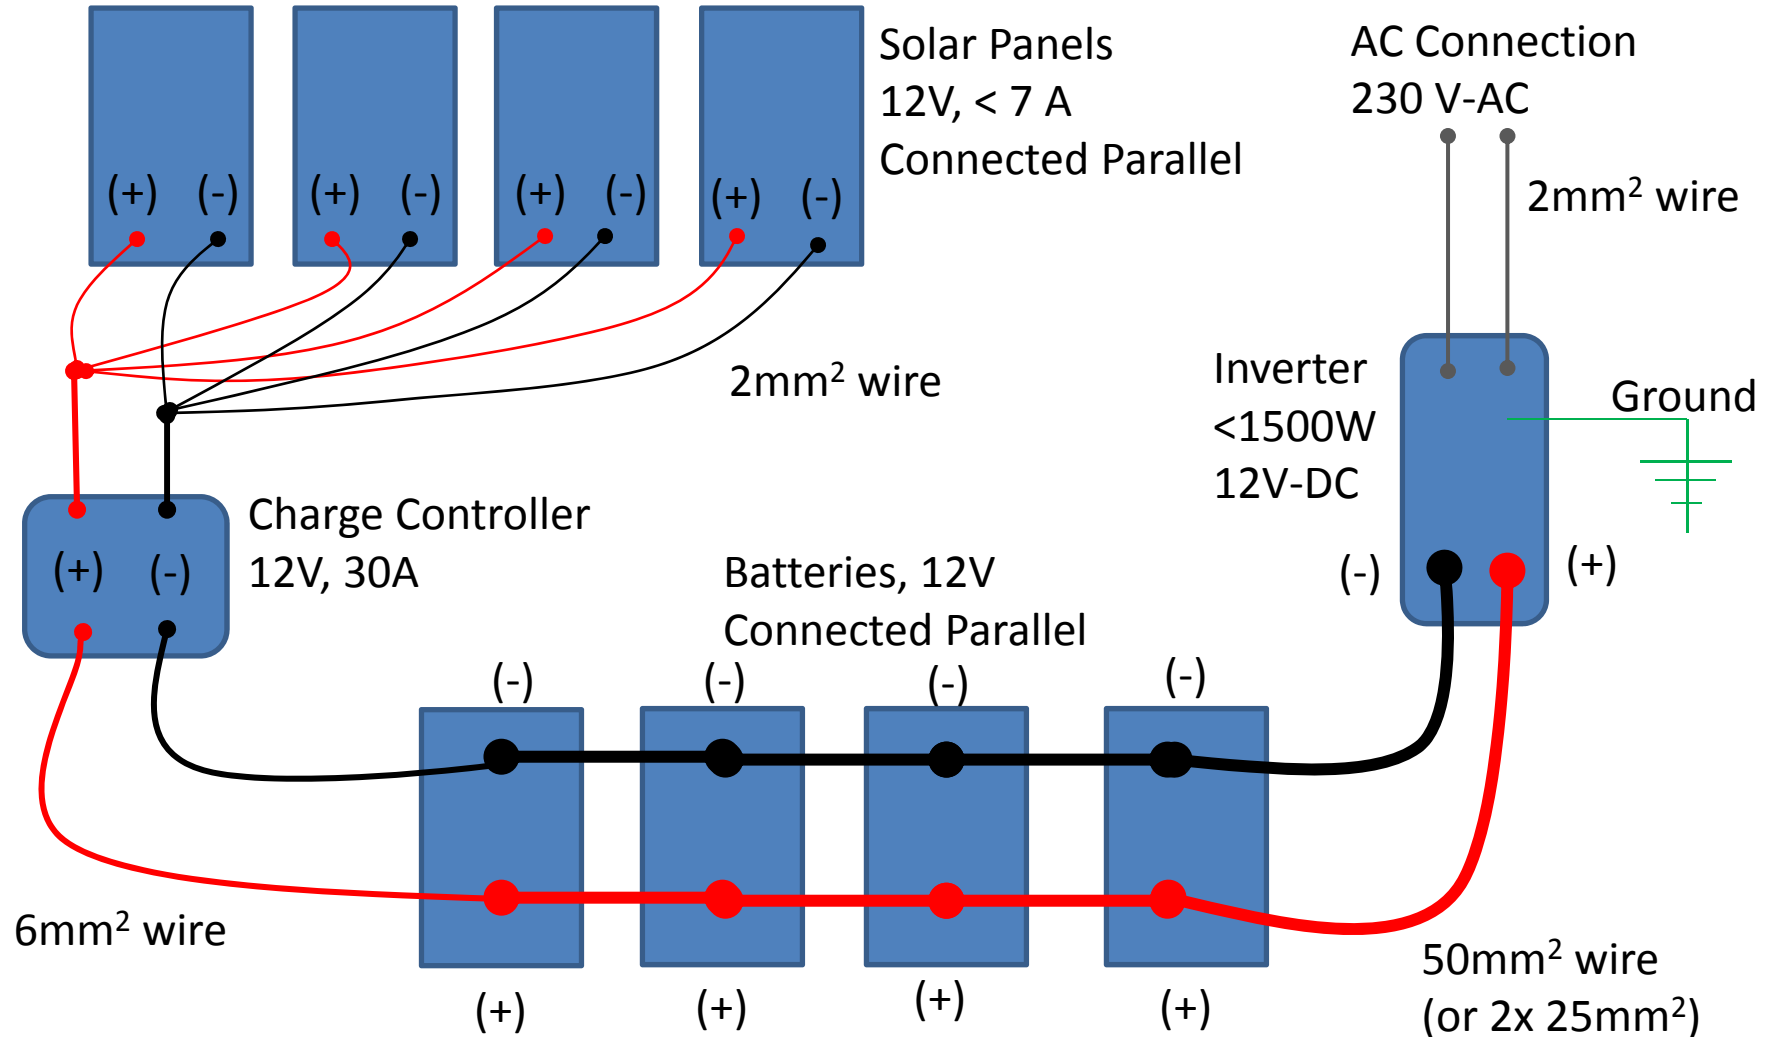 Solar Panels
12V, < 7 A
Connected Parallel
AC Connection
230 V-AC
(+) (-) (+) (-) (+) (-) (+) (-)
2mm² wire
2mm² wire
Inverter
<1500W
12V-DC
Ground
Charge Controller
12V, 30A
(+) (-)
Batteries, 12V
Connected Parallel
(-) (+)
(-) (-) (-) (-)
6mm² wire
50mm² wire
(or 2x 25mm²)
(+) (+) (+) (+)